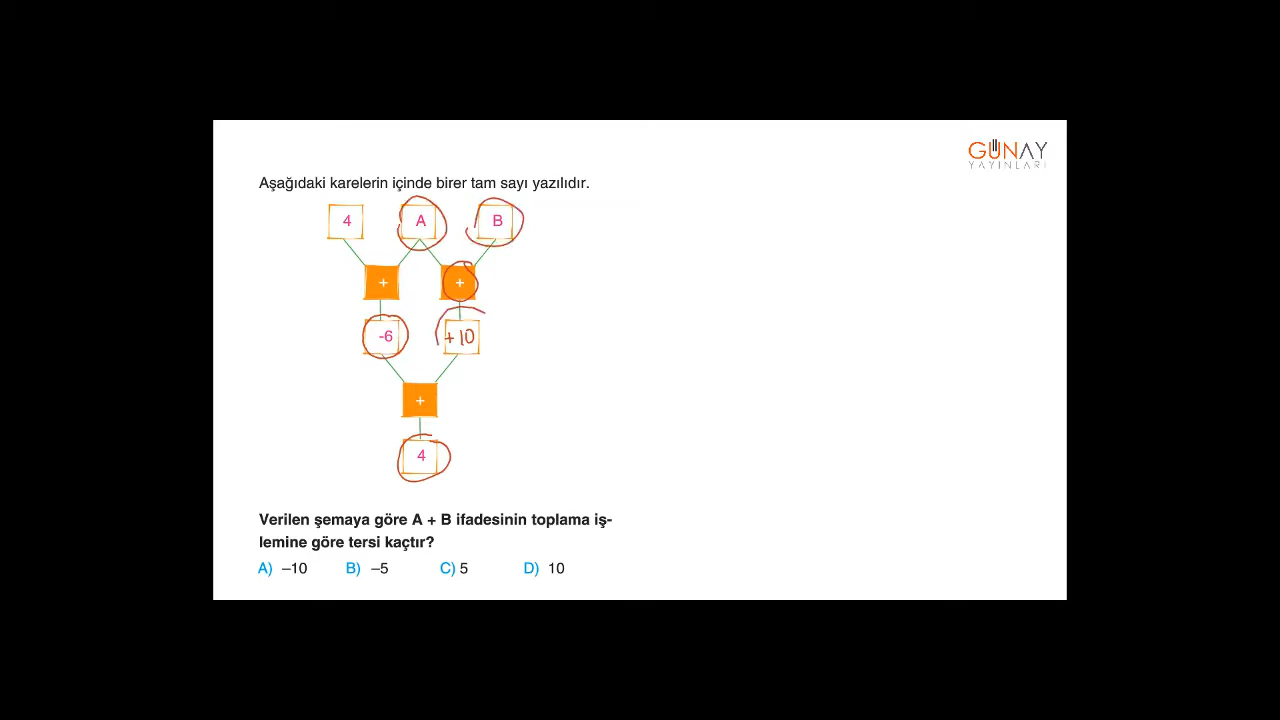 GÜNAY
YAYINLARI
Aşağıdaki karelerin içinde birer tam sayı yazılıdır.
4 A B
+ +
-6 +10
+
4
Verilen şemaya göre A + B ifadesinin toplama iş-
lemine göre tersi kaçtır?
A) –10 B) –5 C) 5 D) 10